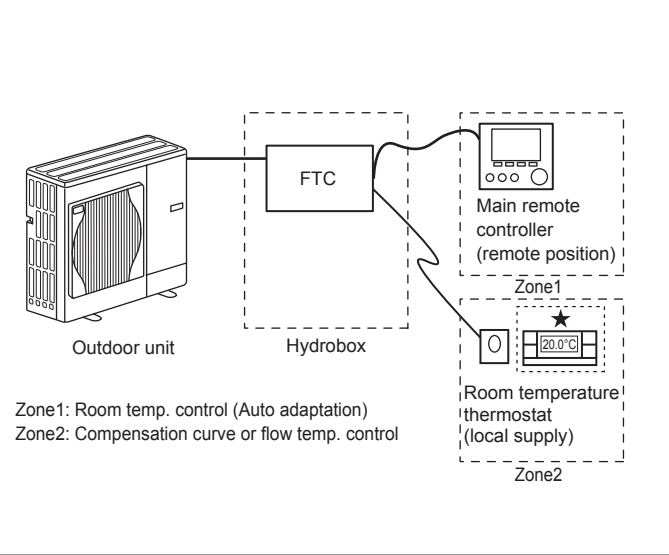 FTC
Main remote
controller
(remote position)
Zone1
Outdoor unit
Hydrobox
20.0°C
Room temperature
thermostat
(local supply)
Zone2
Zone1: Room temp. control (Auto adaptation)
Zone2: Compensation curve or flow temp. control